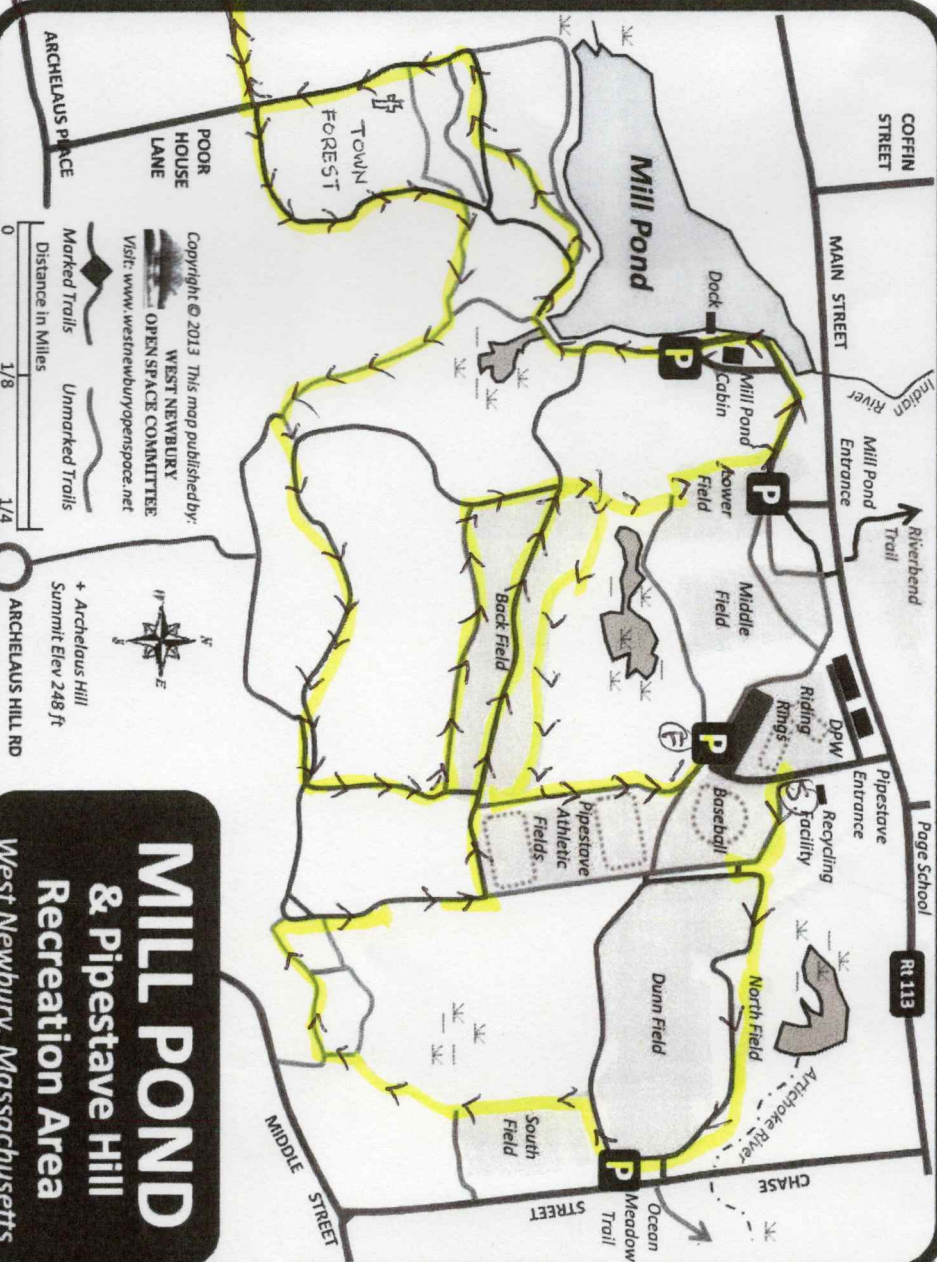 COFFIN
STREET
MAIN STREET
Indian
River
Mill Pond
Entrance
Riverbend
Trail
Pipestave
Entrance
Page School
Rt 113
Mill Pond
Dock
P
Mill Pond
Cabin
P
Lower
Field
Middle
Field
Riding
Rings
DPW
P
F
S
Recycling
Facility
Baseball
Pipestave
Athletic
Fields
Back Field
North Field
Dunn Field
South
Field
Artichoke River
CHASE
STREET
P
Ocean
Meadow
Trail
MIDDLE STREET
TOWN
FOREST
POOR
HOUSE
LANE
ARCHELAUS PLACE
Copyright © 2013 This map published by:
WEST NEWBURY
OPEN SPACE COMMITTEE
Visit: www.westnewburyopenspace.net
Marked Trails
Unmarked Trails
Distance in Miles
0 1/8 1/4
N
E
S
W
+ Archelaus Hill
Summit Elev 248 ft
ARCHELAUS HILL RD
MILL POND
& Pipestave Hill
Recreation Area
West Newbury, Massachusetts